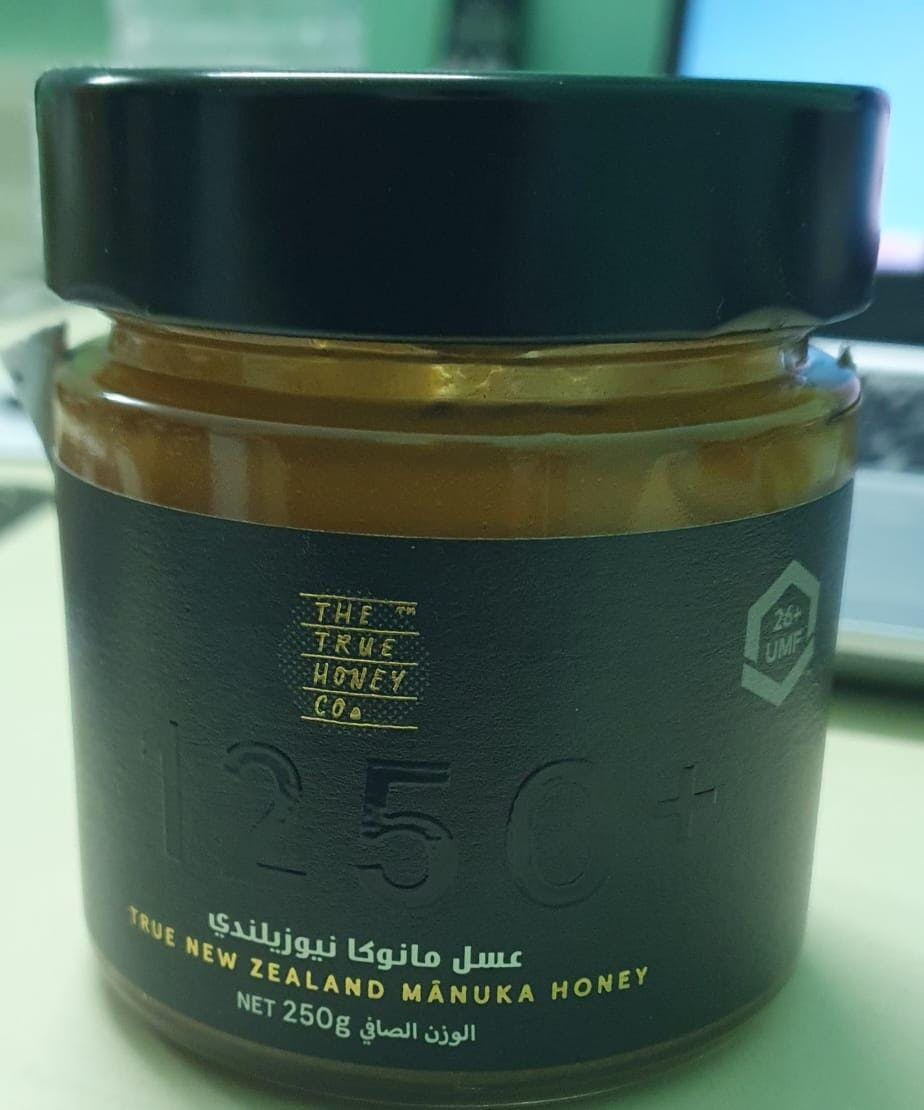 THE ™
TRUE
HONEY
CO
26+
UMF
1250+
عسل مانوكا نيوزيلندي
TRUE NEW ZEALAND MĀNUKA HONEY
NET 250g الوزن الصافي